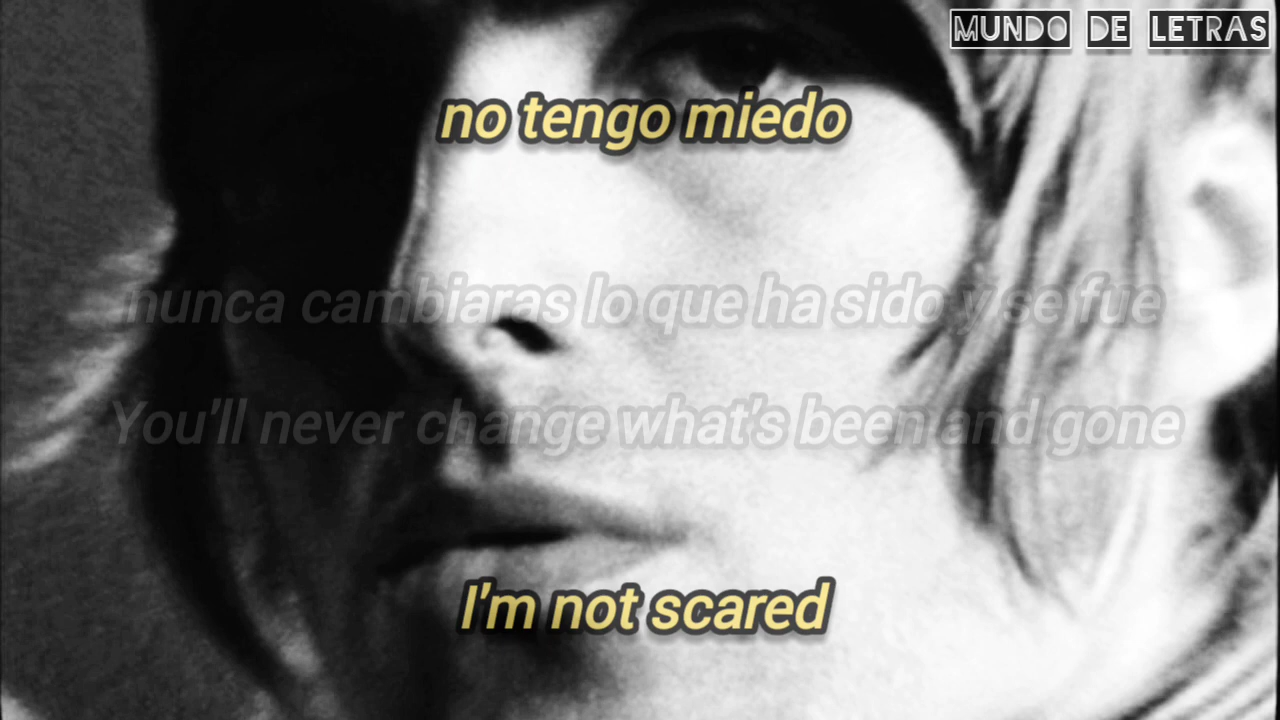 MUNDO DE LETRAS
no tengo miedo
nunca cambiaras lo que ha sido y se fue
You'll never change what's been and gone
I'm not scared